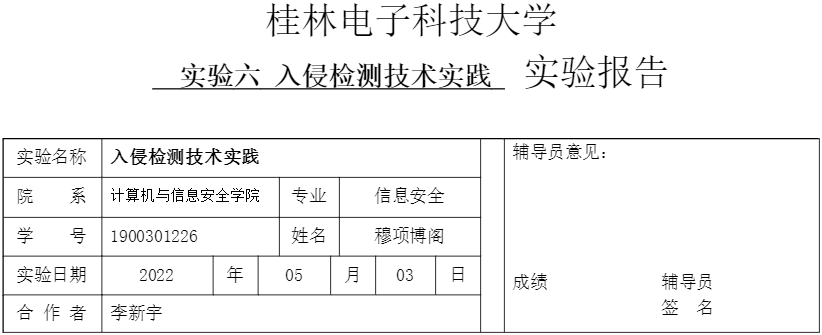 桂林电子科技大学
实验六 入侵检测技术实践 实验报告
实验名称 入侵检测技术实践 辅导员意见：
院 系 计算机与信息安全学院 专业 信息安全
学 号 1900301226 姓名 穆项博阁
实验日期 2022 年 05 月 03 日 成绩 辅导员
签 名
合 作 者 李新宇